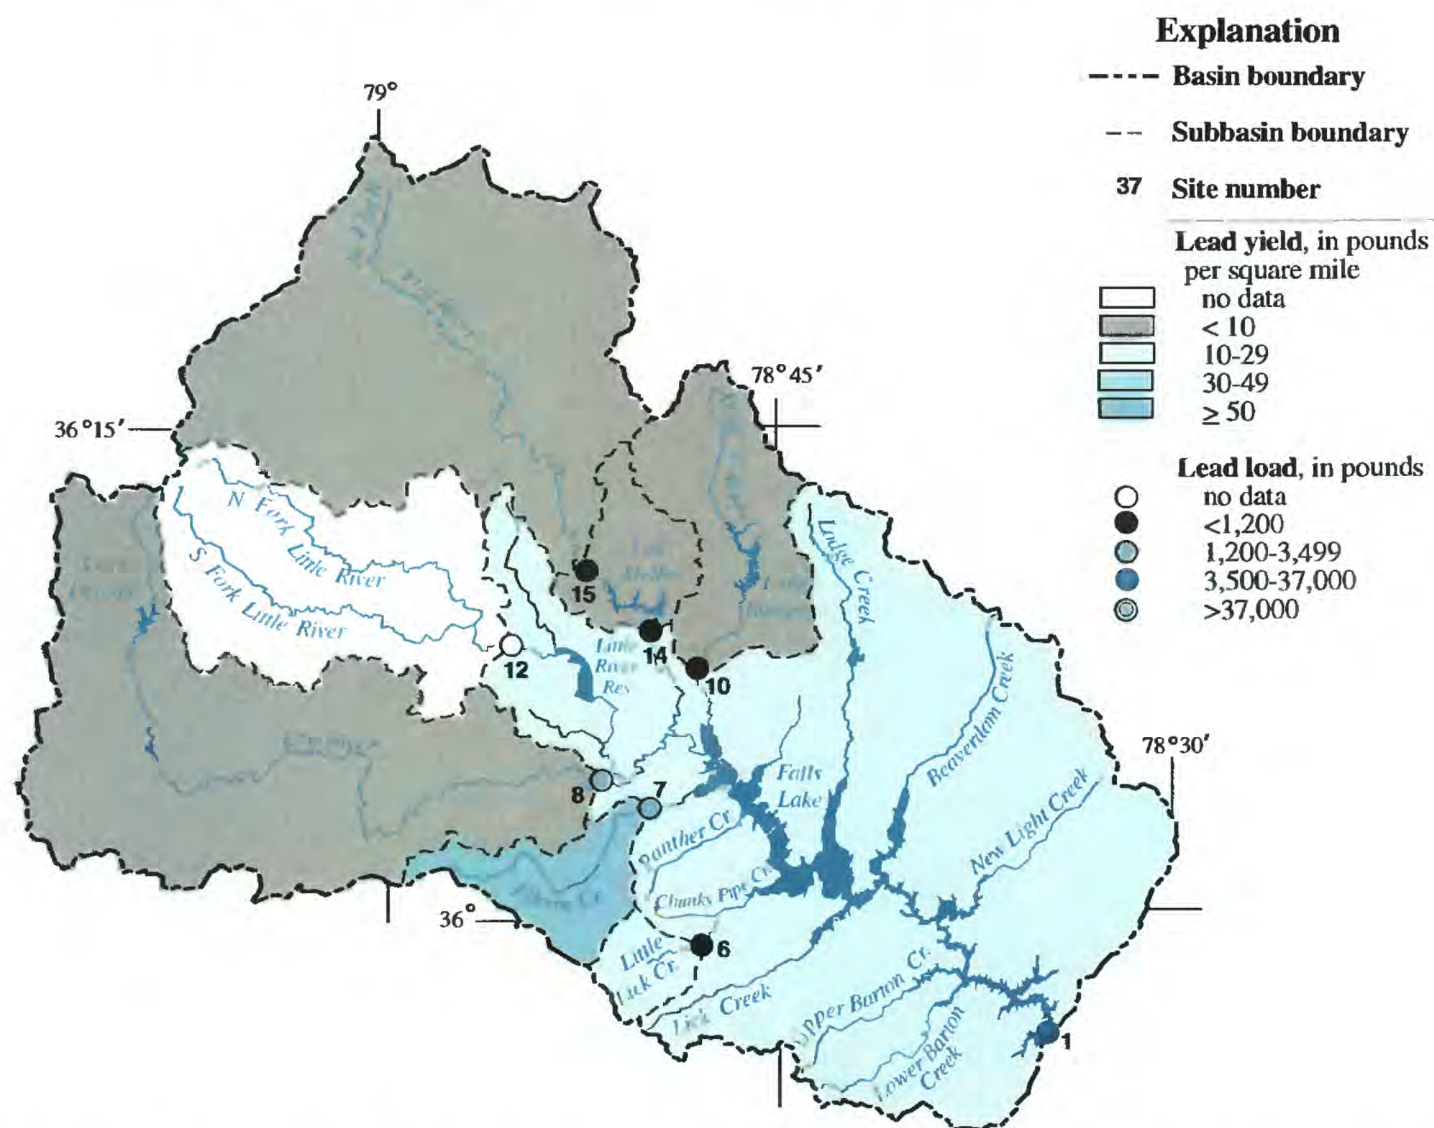 Explanation
Basin boundary
Subbasin boundary
37 Site number
Lead yield, in pounds
per square mile
no data
< 10
10-29
30-49
≥ 50
Lead load, in pounds
no data
<1,200
1,200-3,499
3,500-37,000
>37,000
79°
78°45′
36°15′
N Fork Little River
S Fork Little River
Lodge Creek
15
14
12
10
Little
River
Res
Beaverdam Creek
78°30′
8
7
Falls
Lake
New Light Creek
Panther Cr.
Chunky Pipe Cr.
36°
6
Little
Lick Cr.
Lick Creek
Upper Barton Cr.
Lower Barton
Creek
1